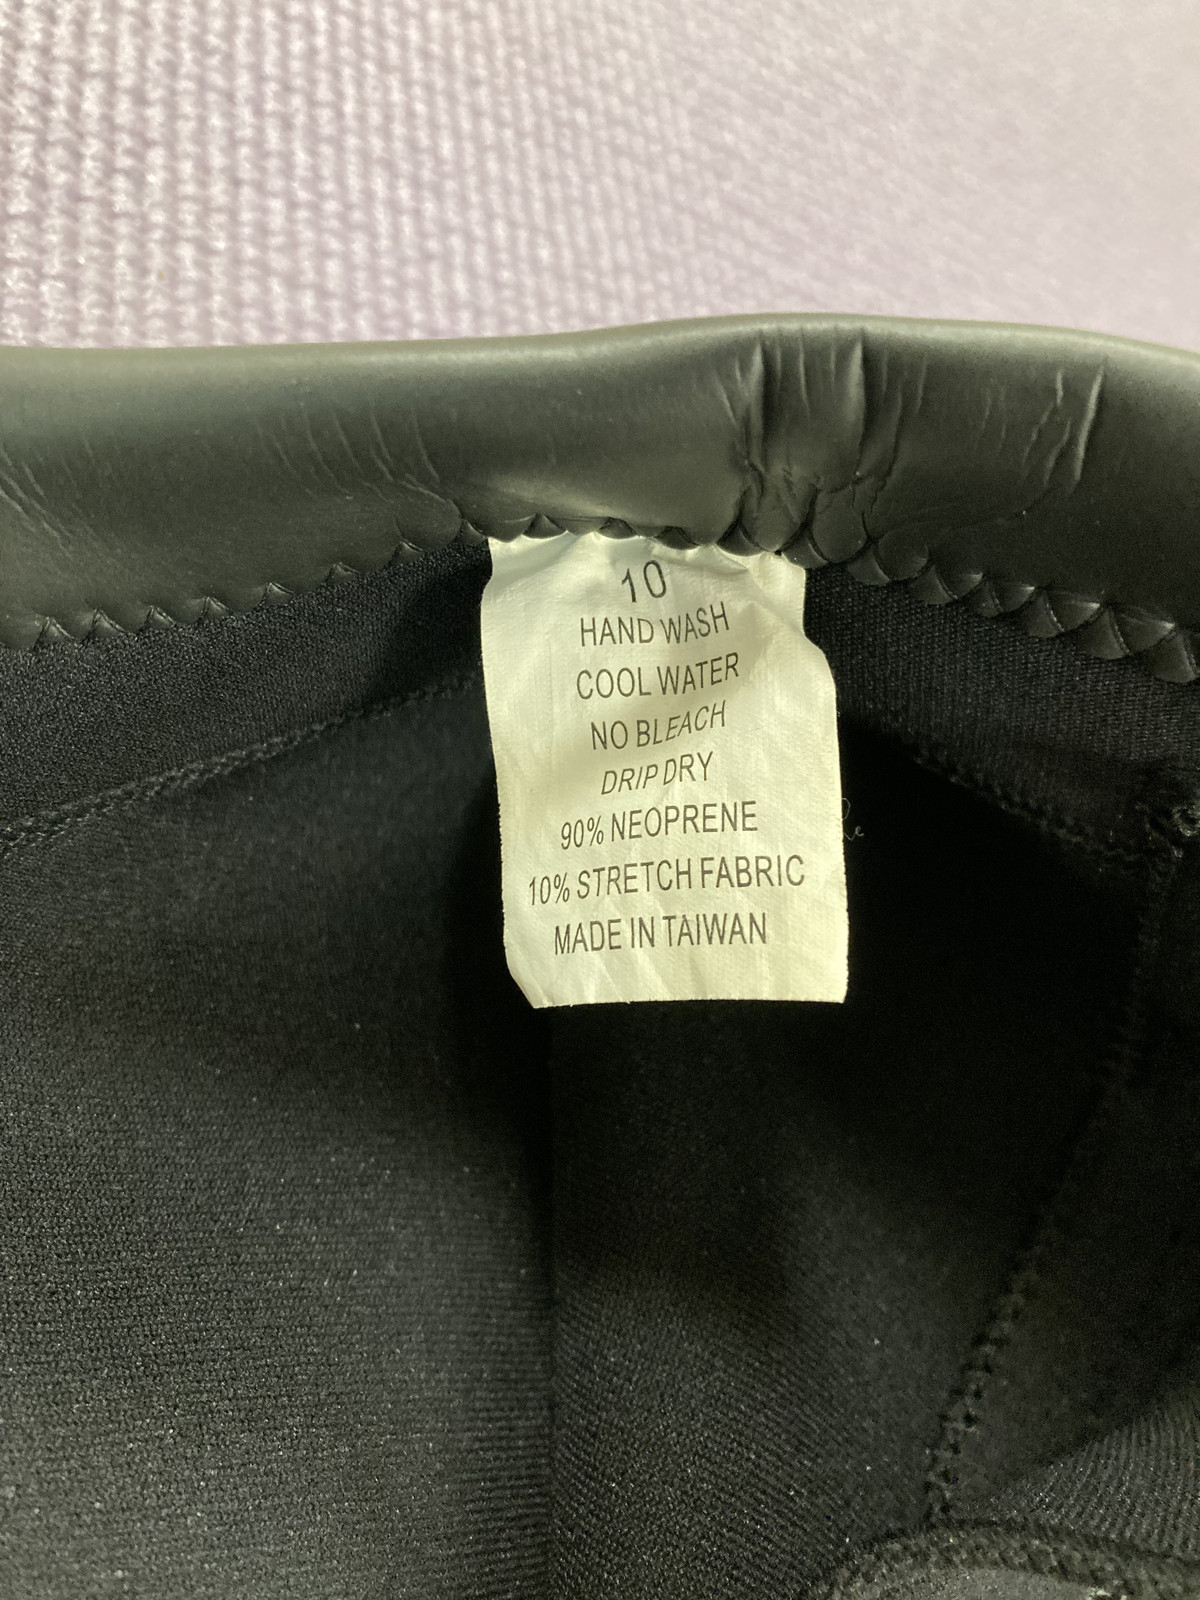 10
HAND WASH
COOL WATER
NO BLEACH
DRIP DRY
90% NEOPRENE
10% STRETCH FABRIC
MADE IN TAIWAN